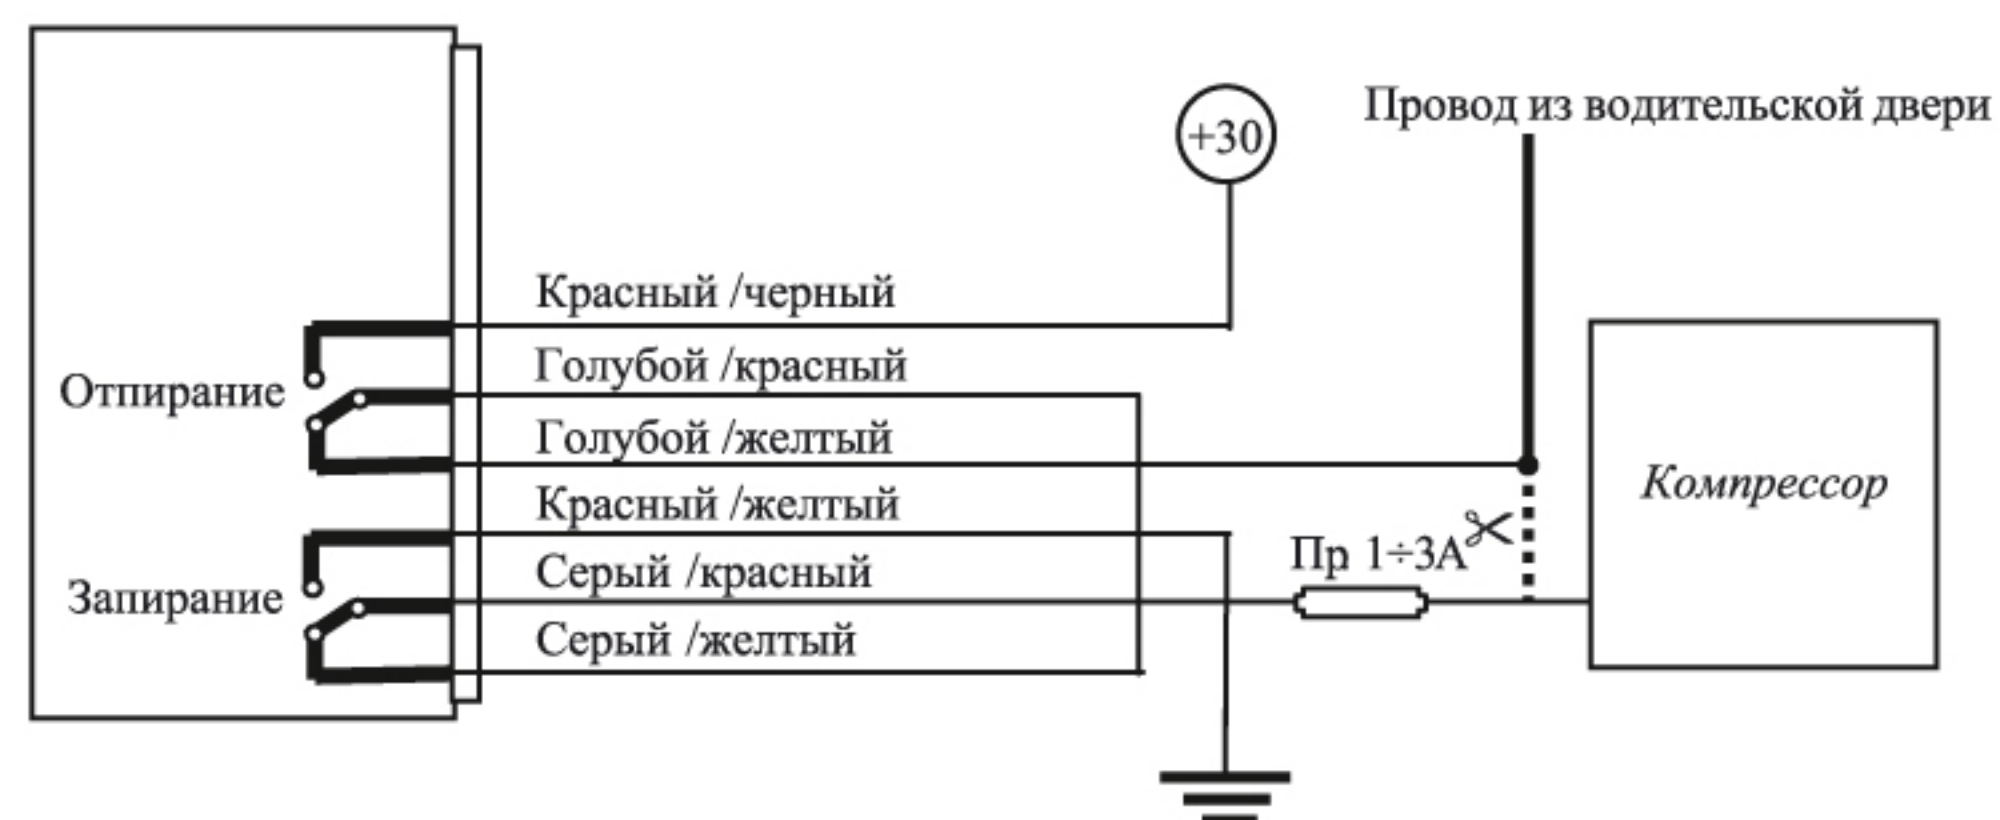 +30
Провод из водительской двери
Красный /черный
Голубой /красный
Отпирание
Голубой /желтый
Компрессор
Красный /желтый
Пр 1÷3А
Серый /красный
Запирание
Серый /желтый